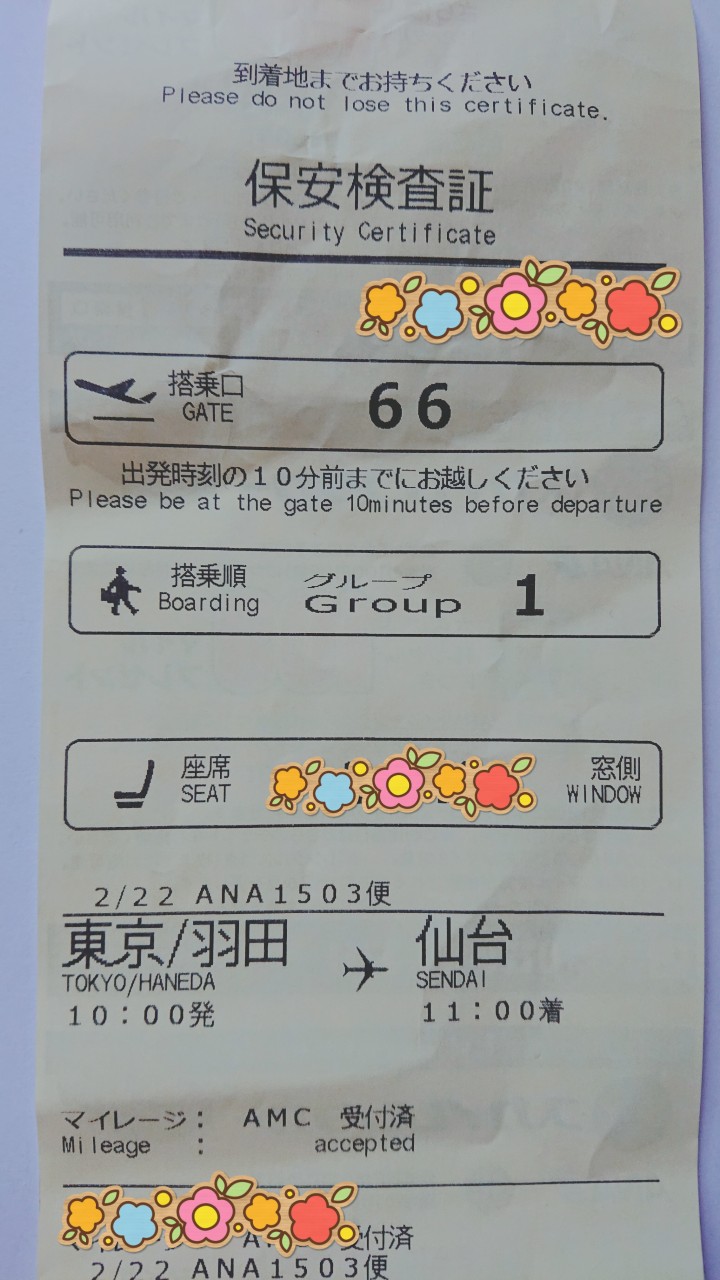 到着地までお持ちください
Please do not lose this certificate.
保安検査証
Security Certificate
搭乗口
GATE
66
出発時刻の10分前までにお越しください
Please be at the gate 10minutes before departure
搭乗順
Boarding
グループ
Group
1
座席
SEAT
窓側
WINDOW
2/22 ANA1503便
東京/羽田
TOKYO/HANEDA
10:00発
仙台
SENDAI
11:00着
マイレージ: AMC 受付済
Mileage : accepted
受付済
2/22 ANA1503便